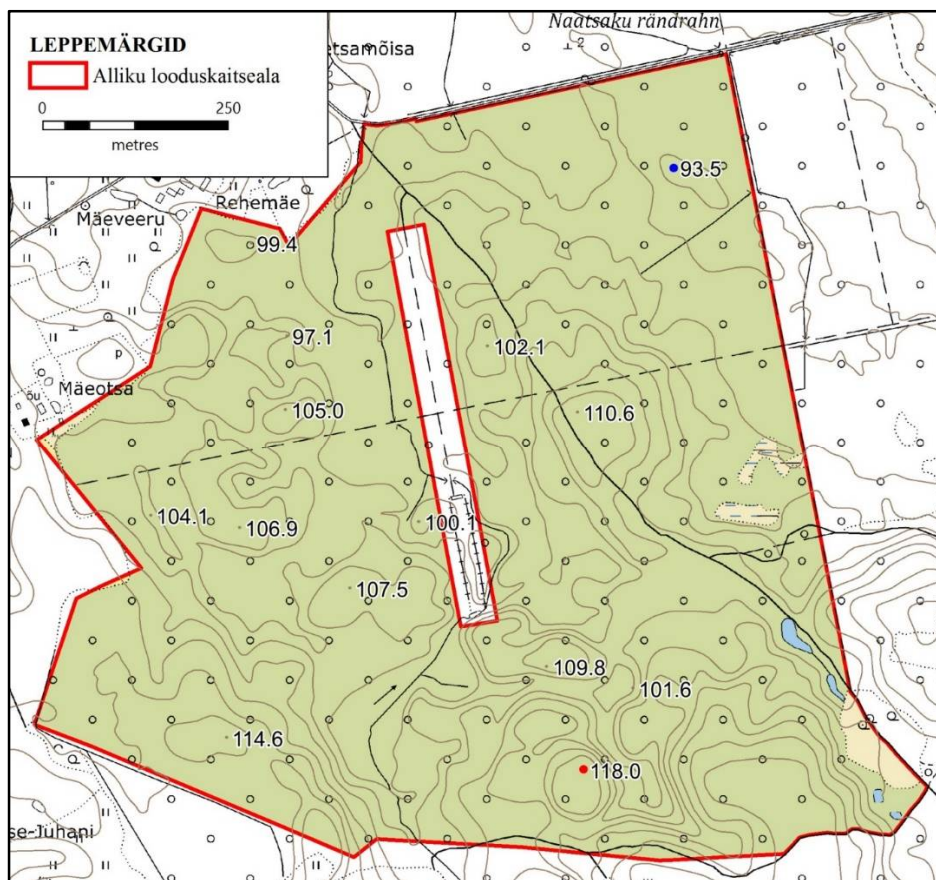 LEPPEMÄRGID
Alliku looduskaitseala
0 250
metres
Naatsaku rändrahn
2
etsamõisa
93.5
Rehemäe
Mäeveeru
99.4
97.1
102.1
p
Mäeotsa
õu
105.0
110.6
104.1
106.9
100.1
107.5
109.8
101.6
114.6
118.0
se-Juhani